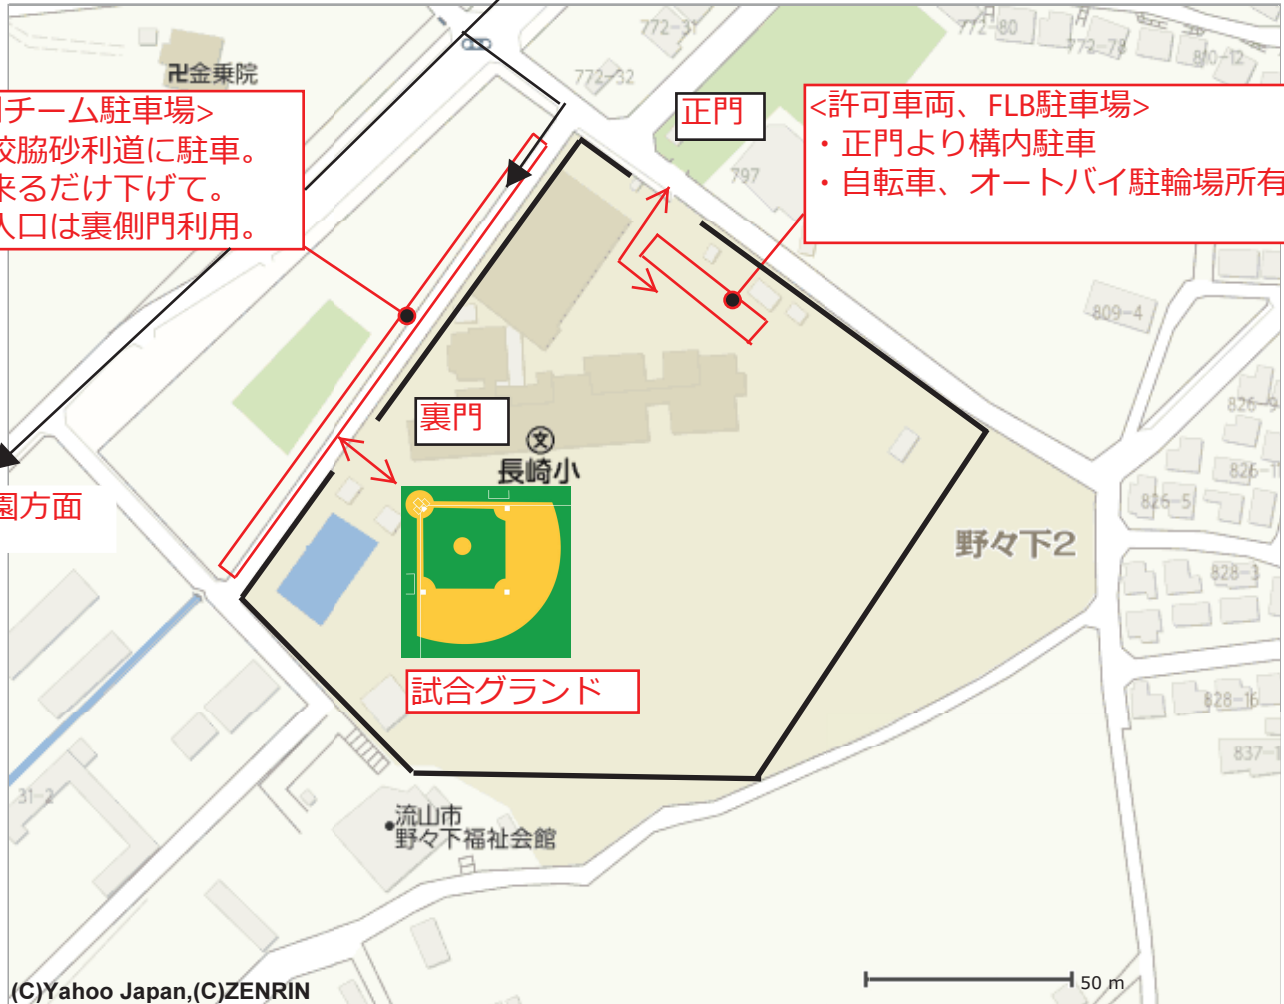 772-31
772-80
772-78
810-12
卍金乗院
772-32
チーム駐車場>
校脇砂利道に駐車。
来るだけ下げて。
入口は裏側門利用。
正門
<許可車両、FLB駐車場>
・正門より構内駐車
・自転車、オートバイ駐輪場所有
797
809-4
裏門
文
長崎小
826-9
826-1
826-5
園方面
野々下2
828-3
試合グランド
828-16
837-1
31-2
流山市
野々下福祉会館
(C)Yahoo Japan,(C)ZENRIN
50 m